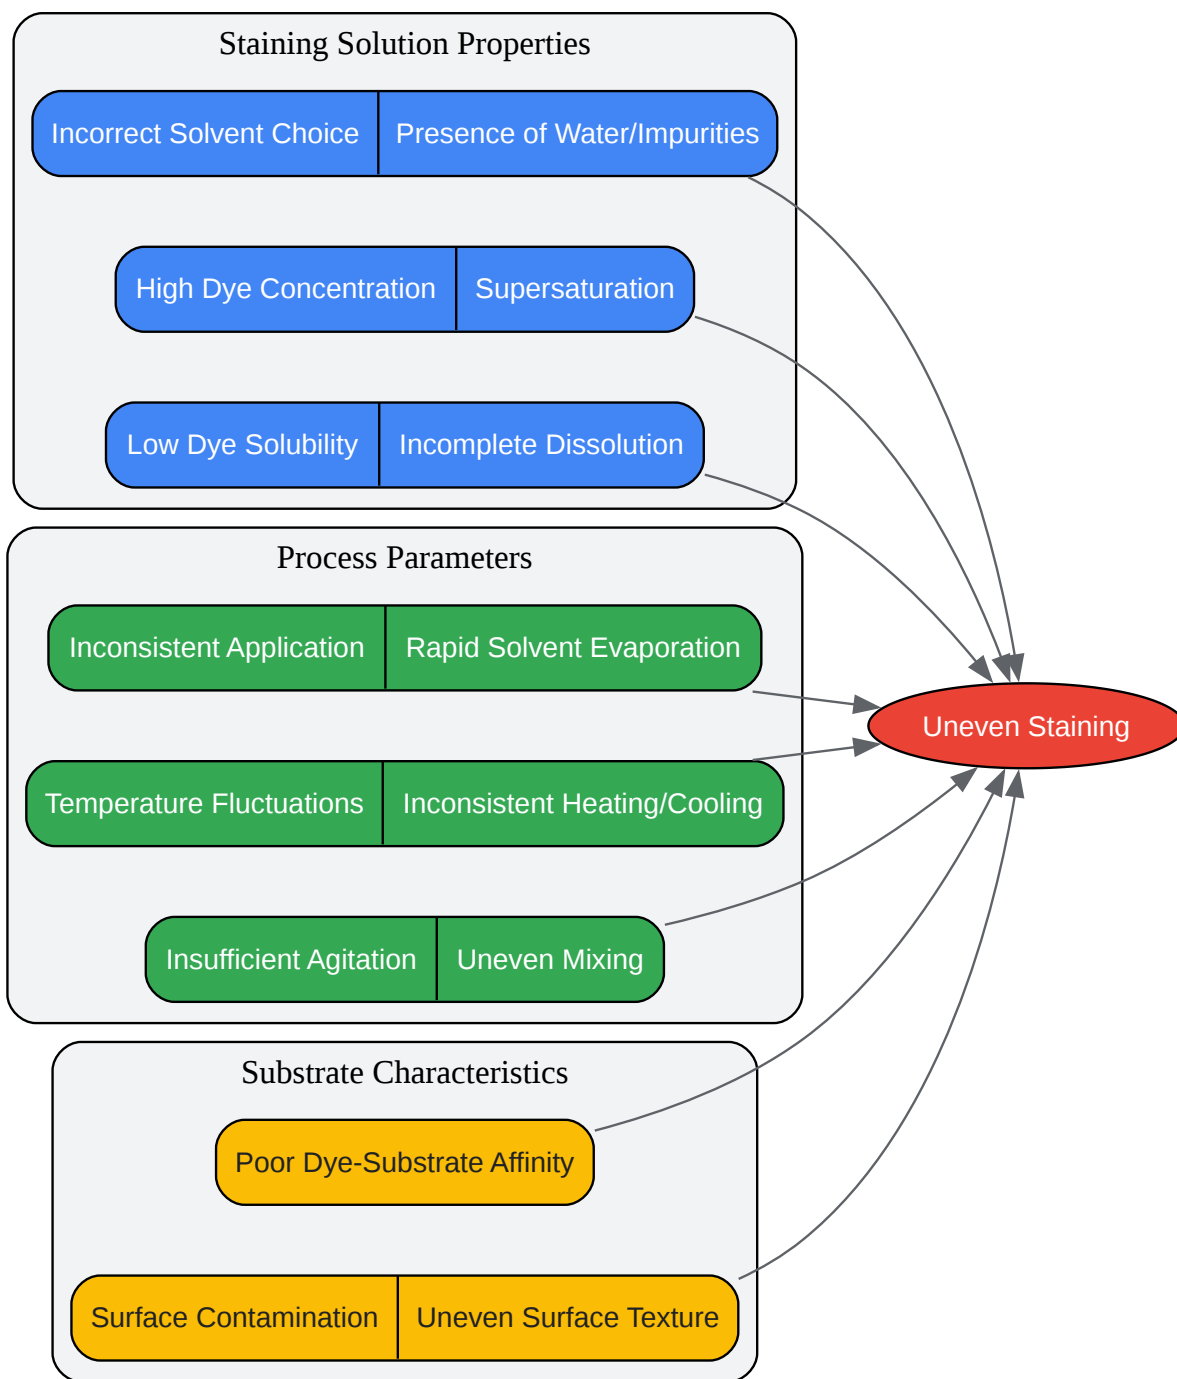 Staining Solution Properties
Incorrect Solvent Choice
Presence of Water/Impurities
High Dye Concentration
Supersaturation
Low Dye Solubility
Incomplete Dissolution
Process Parameters
Inconsistent Application
Rapid Solvent Evaporation
Uneven Staining
Temperature Fluctuations
Inconsistent Heating/Cooling
Insufficient Agitation
Uneven Mixing
Substrate Characteristics
Poor Dye-Substrate Affinity
Surface Contamination
Uneven Surface Texture